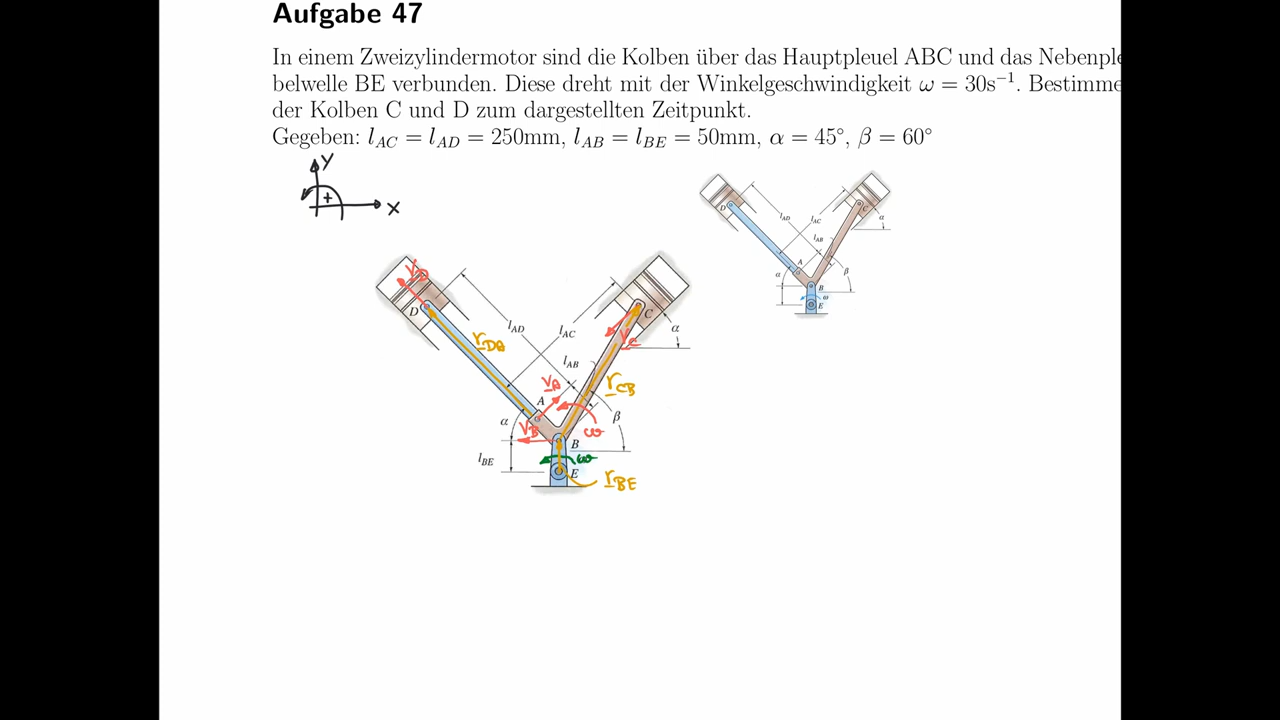 Aufgabe 47
In einem Zweizylindermotor sind die Kolben über das Hauptpleuel ABC und das Nebenple
belwelle BE verbunden. Diese dreht mit der Winkelgeschwindigkeit ω = 30s⁻¹. Bestimme
der Kolben C und D zum dargestellten Zeitpunkt.
Gegeben: l_AC = l_AD = 250mm, l_AB = l_BE = 50mm, α = 45°, β = 60°
y
+
x
D
l_AD
l_AC
C
α
l_AB
A
α
β
B
ω
E
v_D
D
C
l_AD
l_AC
α
r_DA
v_C
l_AB
v_A
r_CB
A
β
α
v_B
ω
B
l_BE
ω
E
r_BE